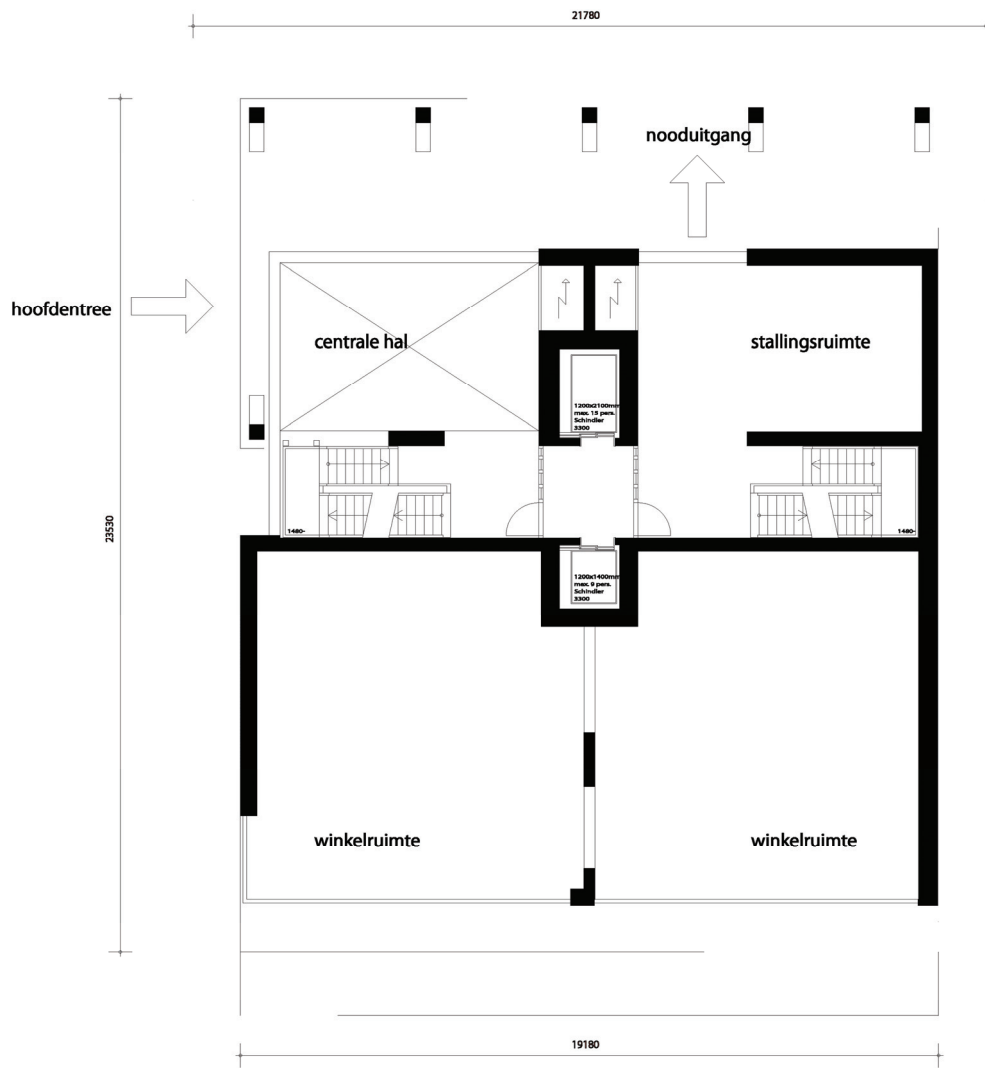 21780
nooduitgang
hoofdentree
centrale hal
stallingsruimte
1200x2100mm
max. 15 pers.
Schindler
3300
1480-
1480-
23530
1200x1400mm
max. 9 pers.
Schindler
3300
winkelruimte
winkelruimte
19180